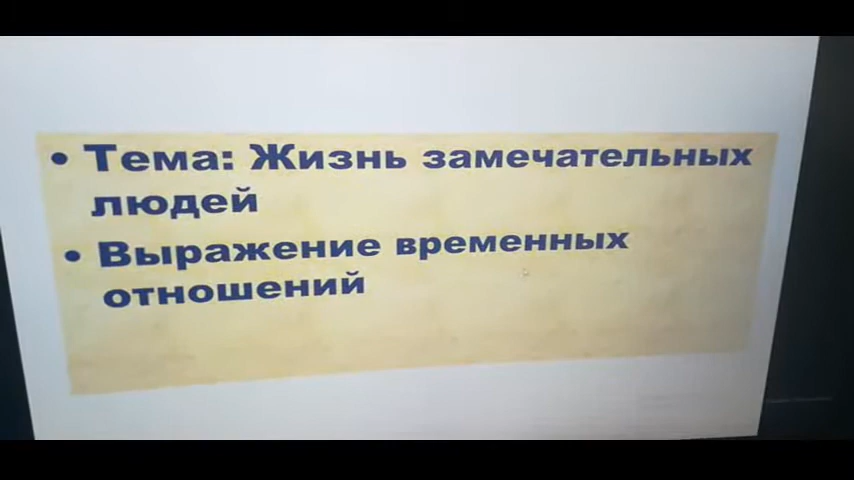 • Тема: Жизнь замечательных
людей
• Выражение временных
отношений